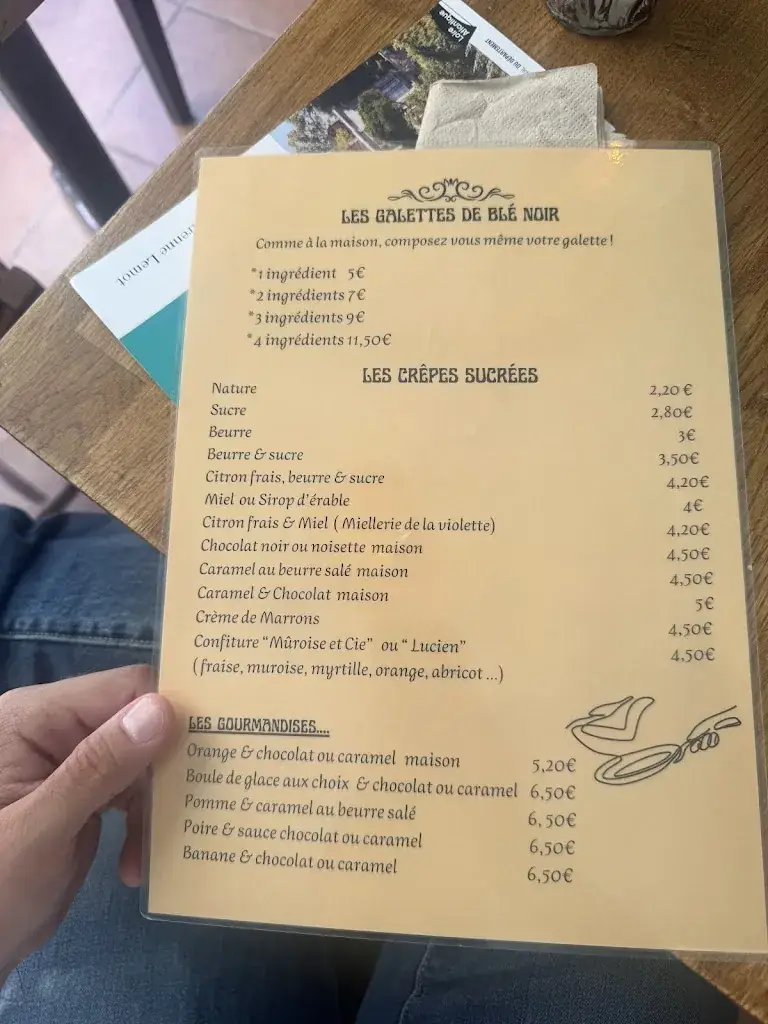 Loire
Atlantique
DU DÉPARTEMENT
renne Lemot
LES GALETTES DE BLÉ NOIR
Comme à la maison, composez vous même votre galette !
*1 ingrédient 5€
*2 ingrédients 7€
*3 ingrédients 9€
*4 ingrédients 11,50€
LES CRÊPES SUCRÉES
Nature 2,20 €
Sucre 2,80€
Beurre 3€
Beurre & sucre 3,50€
Citron frais, beurre & sucre 4,20€
Miel ou Sirop d'érable 4€
Citron frais & Miel ( Miellerie de la violette) 4,20€
Chocolat noir ou noisette maison 4,50€
Caramel au beurre salé maison 4,50€
Caramel & Chocolat maison 5€
Crème de Marrons 4,50€
Confiture "Mûroise et Cie" ou " Lucien" 4,50€
( fraise, muroise, myrtille, orange, abricot ...)
LES GOURMANDISES....
Orange & chocolat ou caramel maison 5,20€
Boule de glace aux choix & chocolat ou caramel 6,50€
Pomme & caramel au beurre salé 6,50€
Poire & sauce chocolat ou caramel 6,50€
Banane & chocolat ou caramel 6,50€